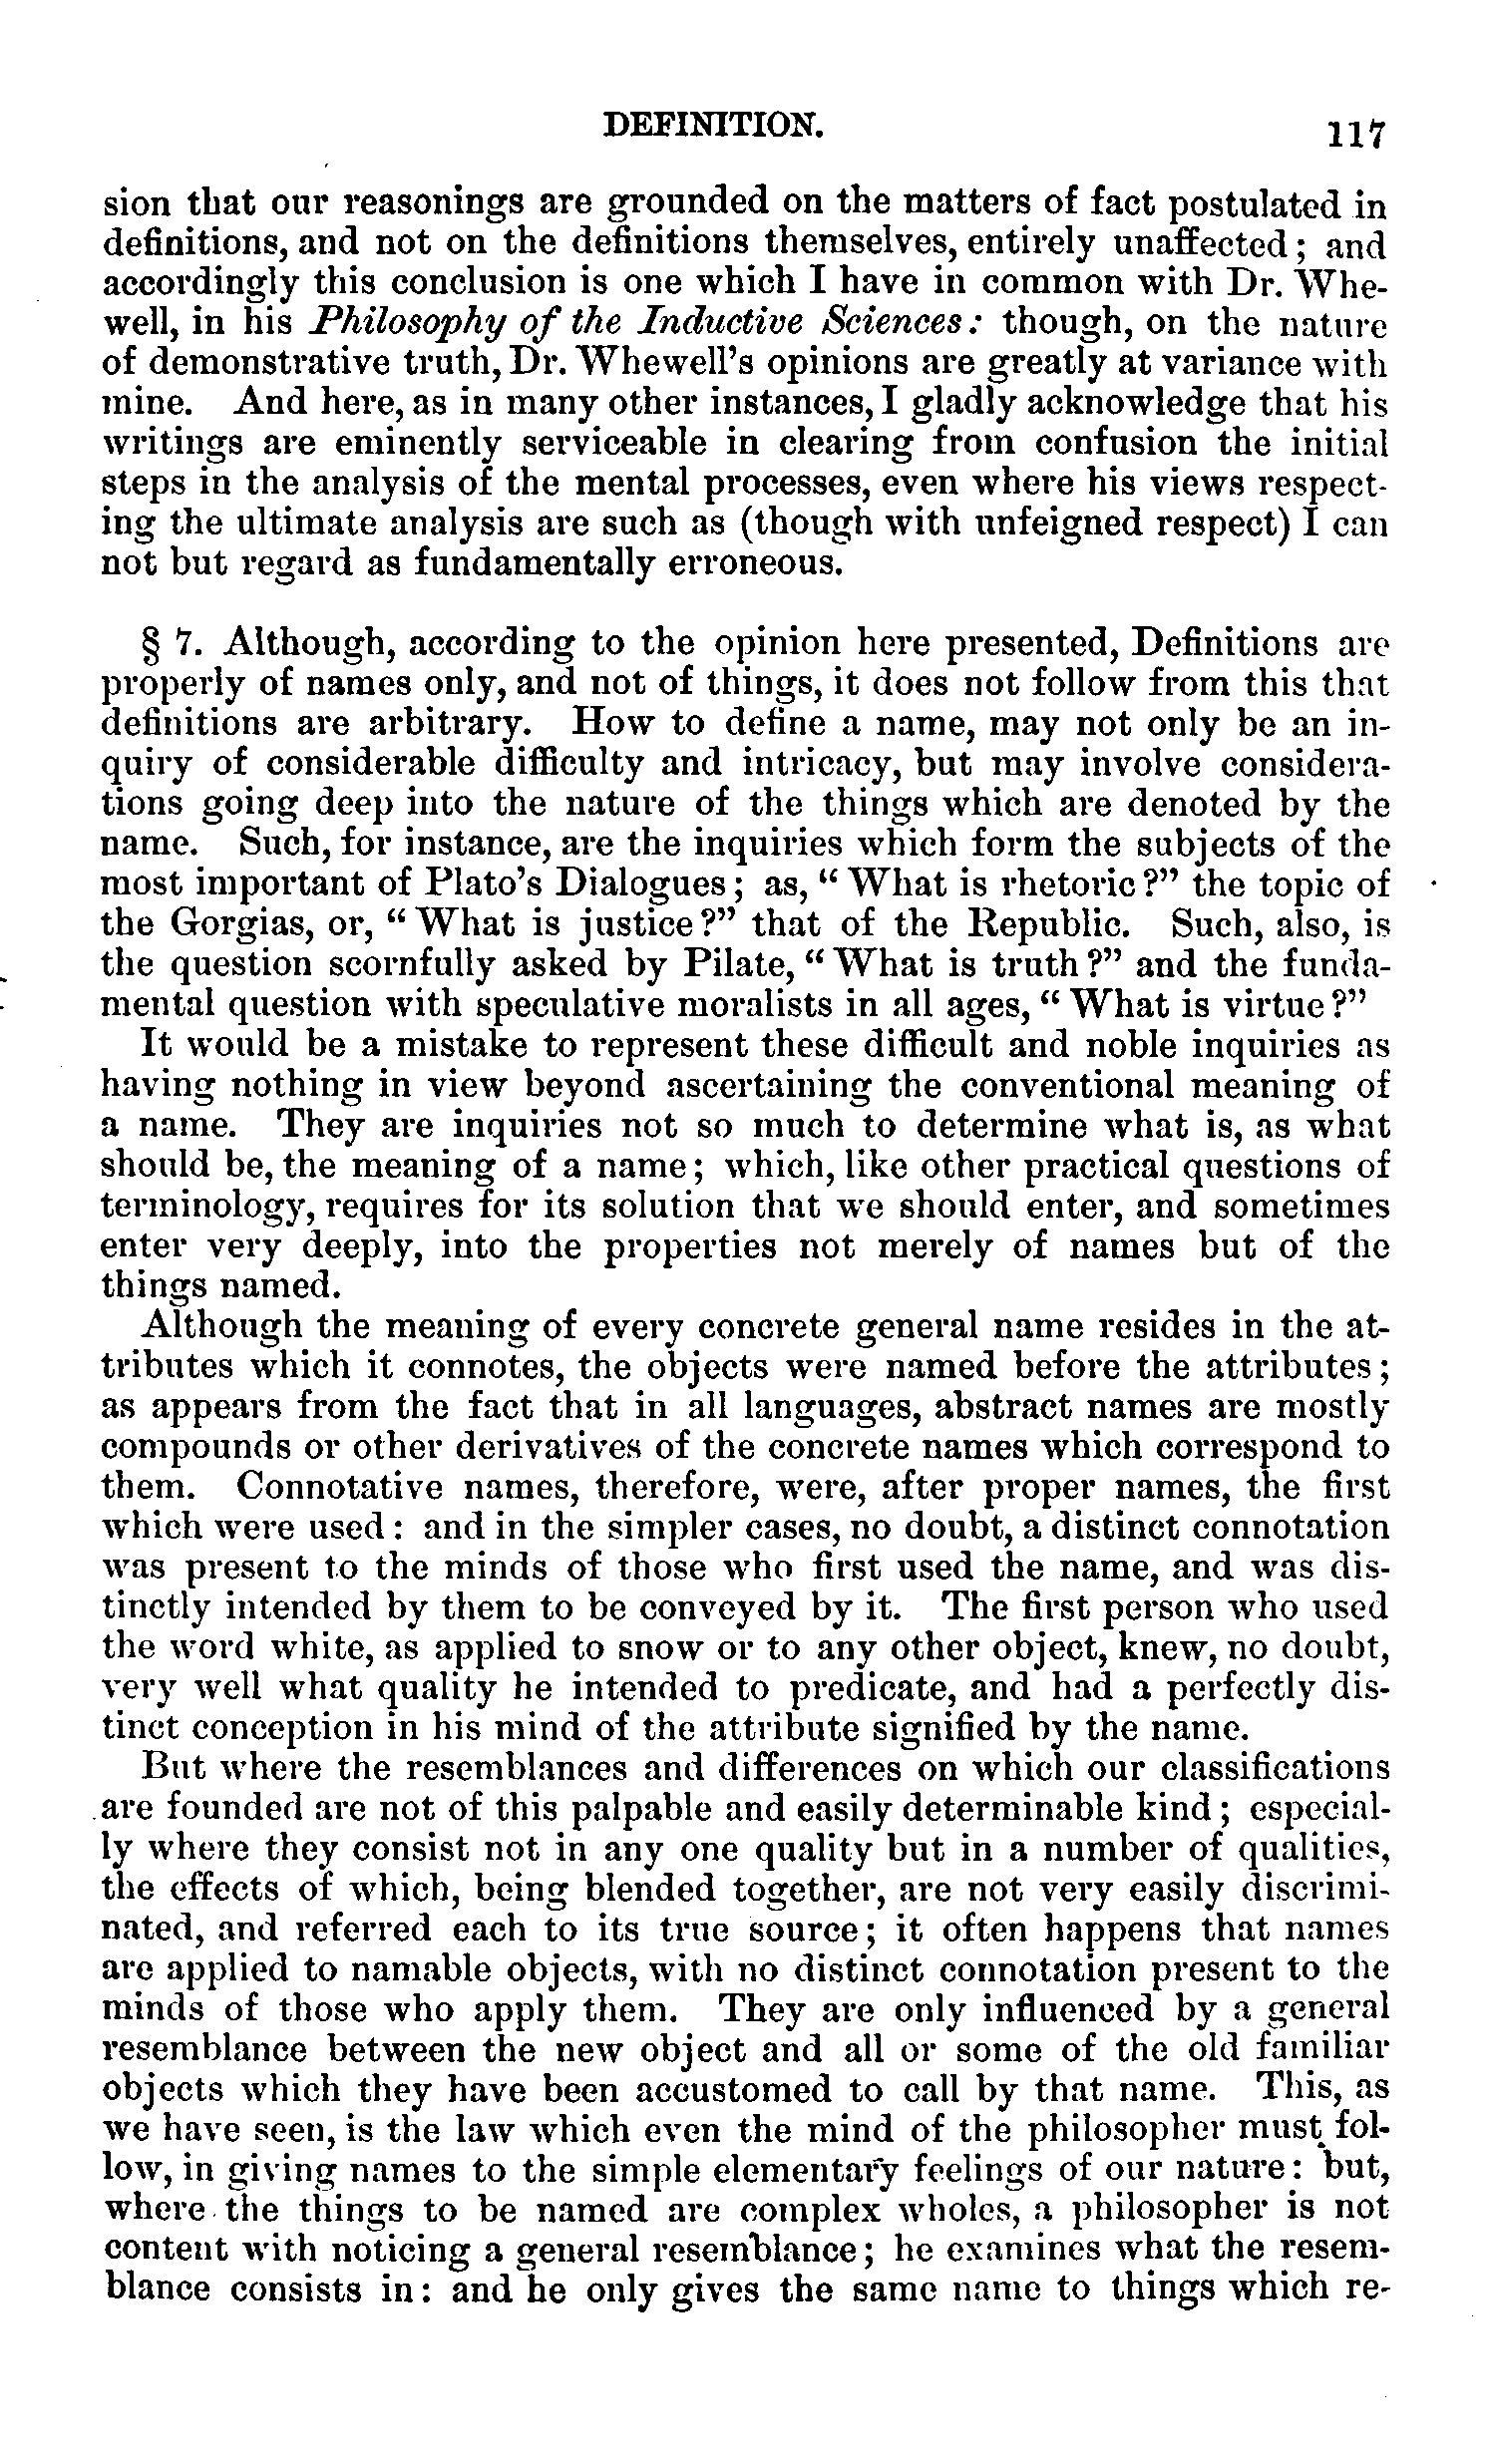 DEFINITION. 117
sion that our reasonings are grounded on the matters of fact postulated in
definitions, and not on the definitions themselves, entirely unaffected; and
accordingly this conclusion is one which I have in common with Dr. Whe-
well, in his Philosophy of the Inductive Sciences: though, on the nature
of demonstrative truth, Dr. Whewell's opinions are greatly at variance with
mine. And here, as in many other instances, I gladly acknowledge that his
writings are eminently serviceable in clearing from confusion the initial
steps in the analysis of the mental processes, even where his views respect-
ing the ultimate analysis are such as (though with unfeigned respect) I can
not but regard as fundamentally erroneous.
§ 7. Although, according to the opinion here presented, Definitions are
properly of names only, and not of things, it does not follow from this that
definitions are arbitrary. How to define a name, may not only be an in-
quiry of considerable difficulty and intricacy, but may involve considera-
tions going deep into the nature of the things which are denoted by the
name. Such, for instance, are the inquiries which form the subjects of the
most important of Plato's Dialogues; as, "What is rhetoric?" the topic of
the Gorgias, or, "What is justice?" that of the Republic. Such, also, is
the question scornfully asked by Pilate, "What is truth?" and the funda-
mental question with speculative moralists in all ages, "What is virtue?"
It would be a mistake to represent these difficult and noble inquiries as
having nothing in view beyond ascertaining the conventional meaning of
a name. They are inquiries not so much to determine what is, as what
should be, the meaning of a name; which, like other practical questions of
terminology, requires for its solution that we should enter, and sometimes
enter very deeply, into the properties not merely of names but of the
things named.
Although the meaning of every concrete general name resides in the at-
tributes which it connotes, the objects were named before the attributes;
as appears from the fact that in all languages, abstract names are mostly
compounds or other derivatives of the concrete names which correspond to
them. Connotative names, therefore, were, after proper names, the first
which were used: and in the simpler cases, no doubt, a distinct connotation
was present to the minds of those who first used the name, and was dis-
tinctly intended by them to be conveyed by it. The first person who used
the word white, as applied to snow or to any other object, knew, no doubt,
very well what quality he intended to predicate, and had a perfectly dis-
tinct conception in his mind of the attribute signified by the name.
But where the resemblances and differences on which our classifications
are founded are not of this palpable and easily determinable kind; especial-
ly where they consist not in any one quality but in a number of qualities,
the effects of which, being blended together, are not very easily discrimi-
nated, and referred each to its true source; it often happens that names
are applied to namable objects, with no distinct connotation present to the
minds of those who apply them. They are only influenced by a general
resemblance between the new object and all or some of the old familiar
objects which they have been accustomed to call by that name. This, as
we have seen, is the law which even the mind of the philosopher must fol-
low, in giving names to the simple elementary feelings of our nature: but,
where the things to be named are complex wholes, a philosopher is not
content with noticing a general resemblance; he examines what the resem-
blance consists in: and he only gives the same name to things which re-